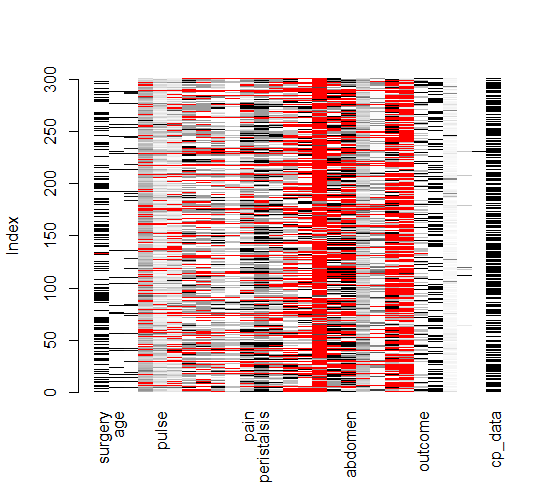 300
250
200
150
100
50
0
Index
surgery
age
pulse
pain
peristalsis
abdomen
outcome
cp_data